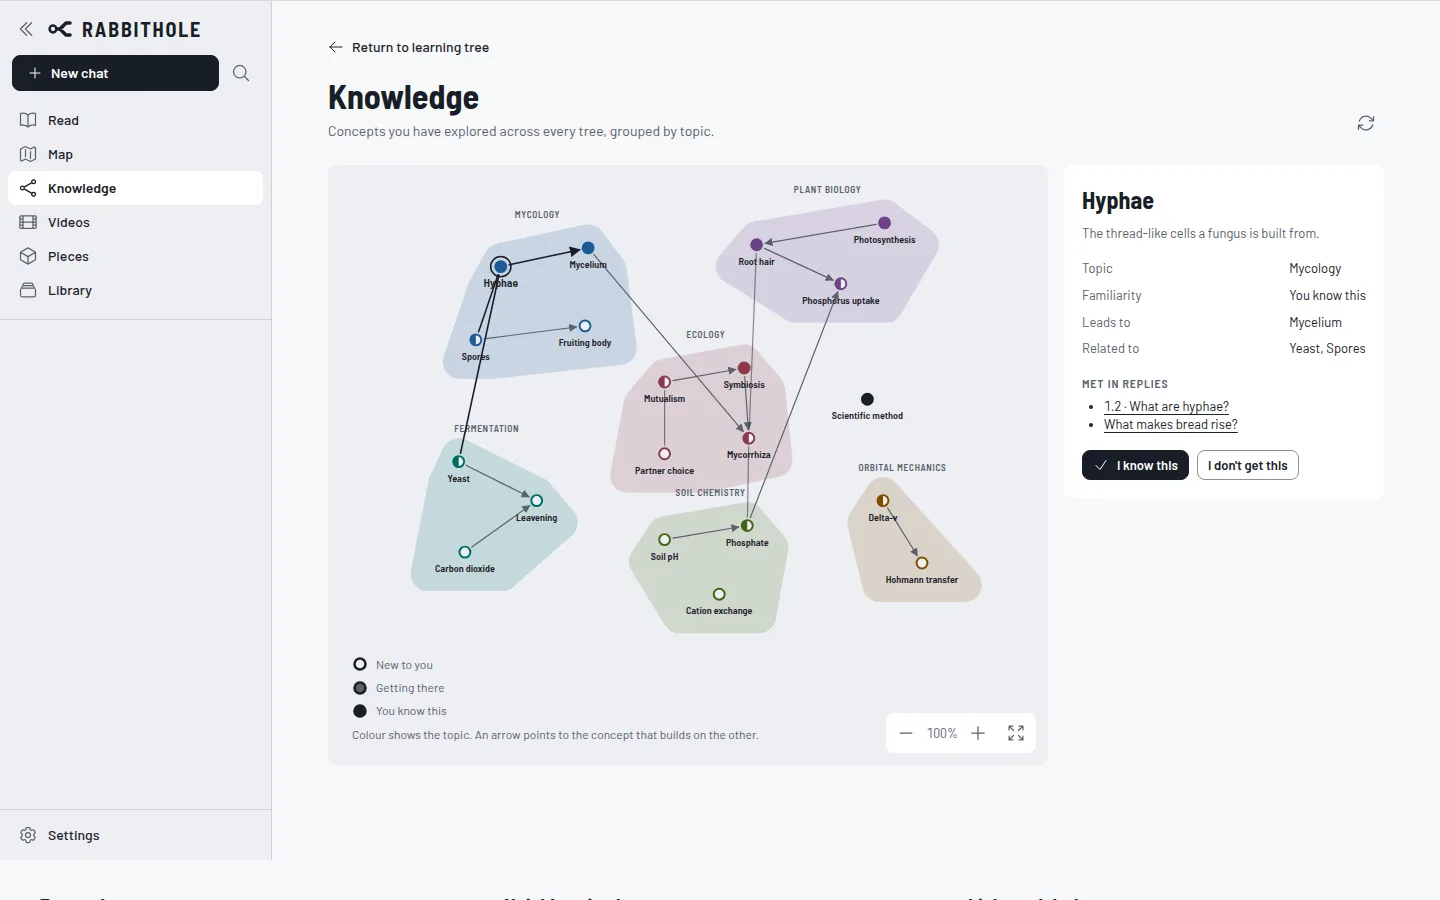 RABBITHOLE
New chat
Read
Map
Knowledge
Videos
Pieces
Library
Settings
Return to learning tree
Knowledge
Concepts you have explored across every tree, grouped by topic.
PLANT BIOLOGY
MYCOLOGY
Photosynthesis
Root hair
Mycelium
Hyphae
Phosphorus uptake
ECOLOGY
Fruiting body
Spores
Symbiosis
Mutualism
Scientific method
FERMENTATION
Mycorrhiza
Partner choice
ORBITAL MECHANICS
Yeast
SOIL CHEMISTRY
Leavening
Delta-v
Phosphate
Soil pH
Carbon dioxide
Hohmann transfer
Cation exchange
New to you
Getting there
You know this
Colour shows the topic. An arrow points to the concept that builds on the other.
100%
Hyphae
The thread-like cells a fungus is built from.
Topic Mycology
Familiarity You know this
Leads to Mycelium
Related to Yeast, Spores
MET IN REPLIES
1.2 · What are hyphae?
What makes bread rise?
I know this
I don't get this